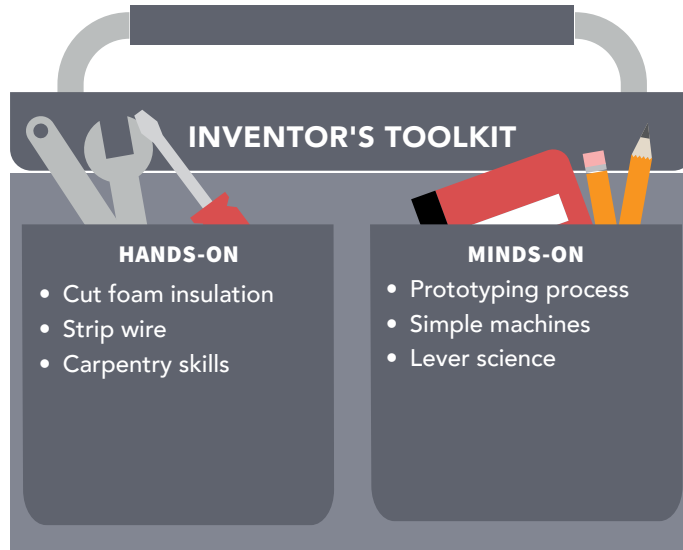 INVENTOR'S TOOLKIT
HANDS-ON
• Cut foam insulation
• Strip wire
• Carpentry skills
MINDS-ON
• Prototyping process
• Simple machines
• Lever science